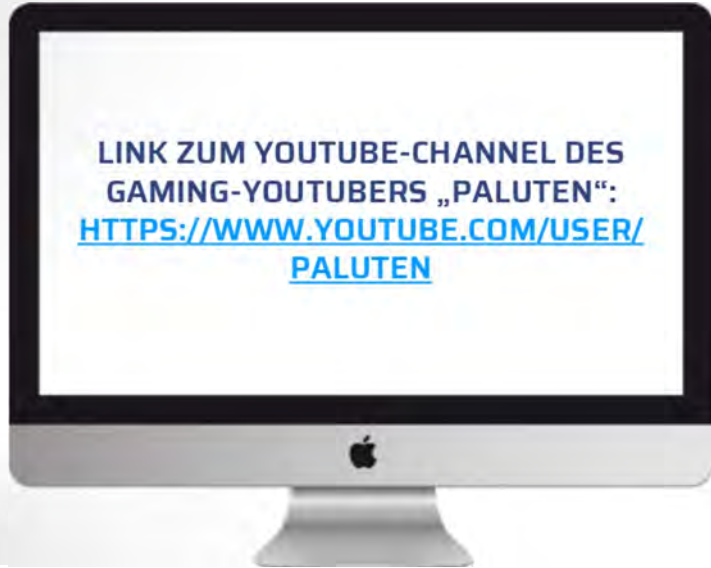 LINK ZUM YOUTUBE-CHANNEL DES
GAMING-YOUTUBERS „PALUTEN“:
HTTPS://WWW.YOUTUBE.COM/USER/
PALUTEN